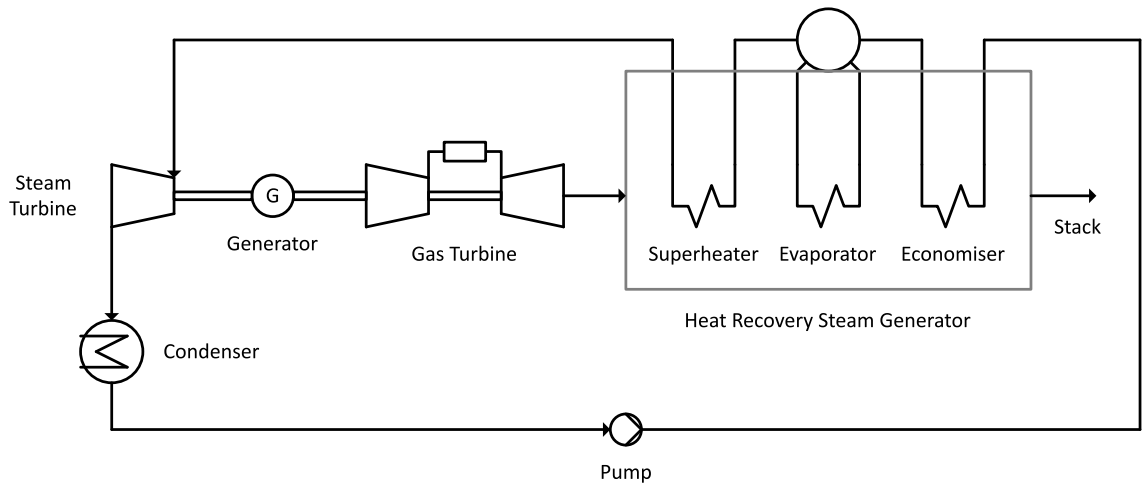 Steam
Turbine
G
Generator
Gas Turbine
Superheater
Evaporator
Economiser
Stack
Heat Recovery Steam Generator
Condenser
Pump